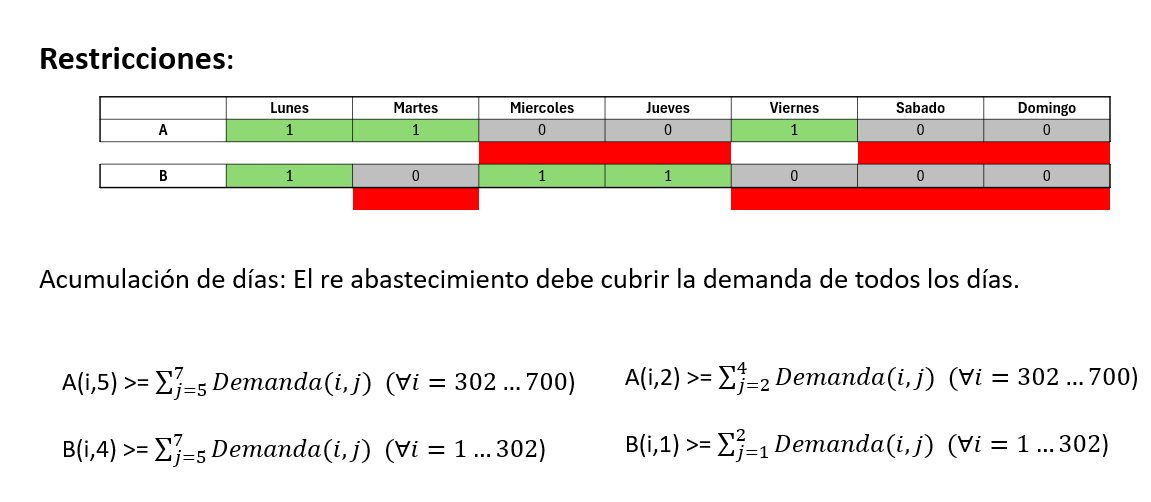 Restricciones:
Lunes Martes Miercoles Jueves Viernes Sabado Domingo
A 1 1 0 0 1 0 0
B 1 0 1 1 0 0 0
Acumulación de días: El re abastecimiento debe cubrir la demanda de todos los días.
A(i,5) >= ∑_{j=5}^{7} Demanda(i,j) (∀i = 302 … 700)
A(i,2) >= ∑_{j=2}^{4} Demanda(i,j) (∀i = 302 … 700)
B(i,4) >= ∑_{j=5}^{7} Demanda(i,j) (∀i = 1 … 302)
B(i,1) >= ∑_{j=1}^{2} Demanda(i,j) (∀i = 1 … 302)